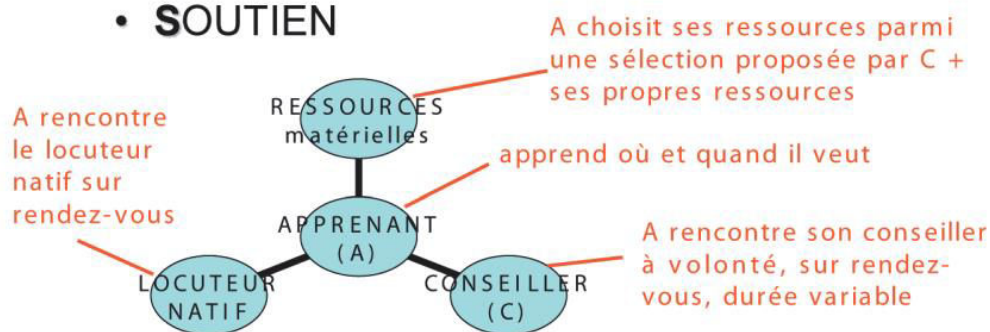 • SOUTIEN
A choisit ses ressources parmi
une sélection proposée par C +
ses propres ressources
RESSOURCES
matérielles
A rencontre
le locuteur
natif sur
rendez-vous
apprend où et quand il veut
APPRENANT
(A)
A rencontre son conseiller
à volonté, sur rendez-
vous, durée variable
LOCUTEUR
NATIF
CONSEILLER
(C)